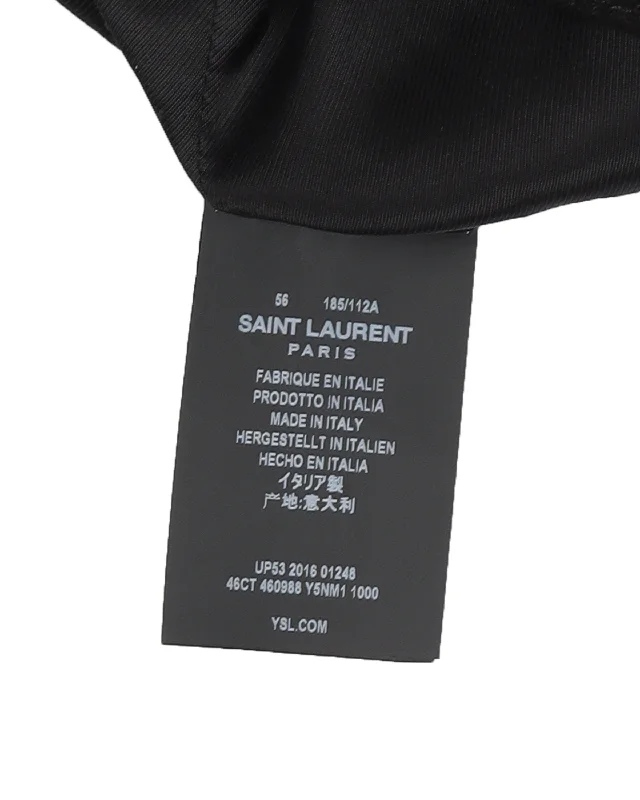 56 185/112A
SAINT LAURENT
PARIS
FABRIQUE EN ITALIE
PRODOTTO IN ITALIA
MADE IN ITALY
HERGESTELLT IN ITALIEN
HECHO EN ITALIA
イタリア製
产地:意大利
UP53 2016 01248
46CT 460988 Y5NM1 1000
YSL.COM